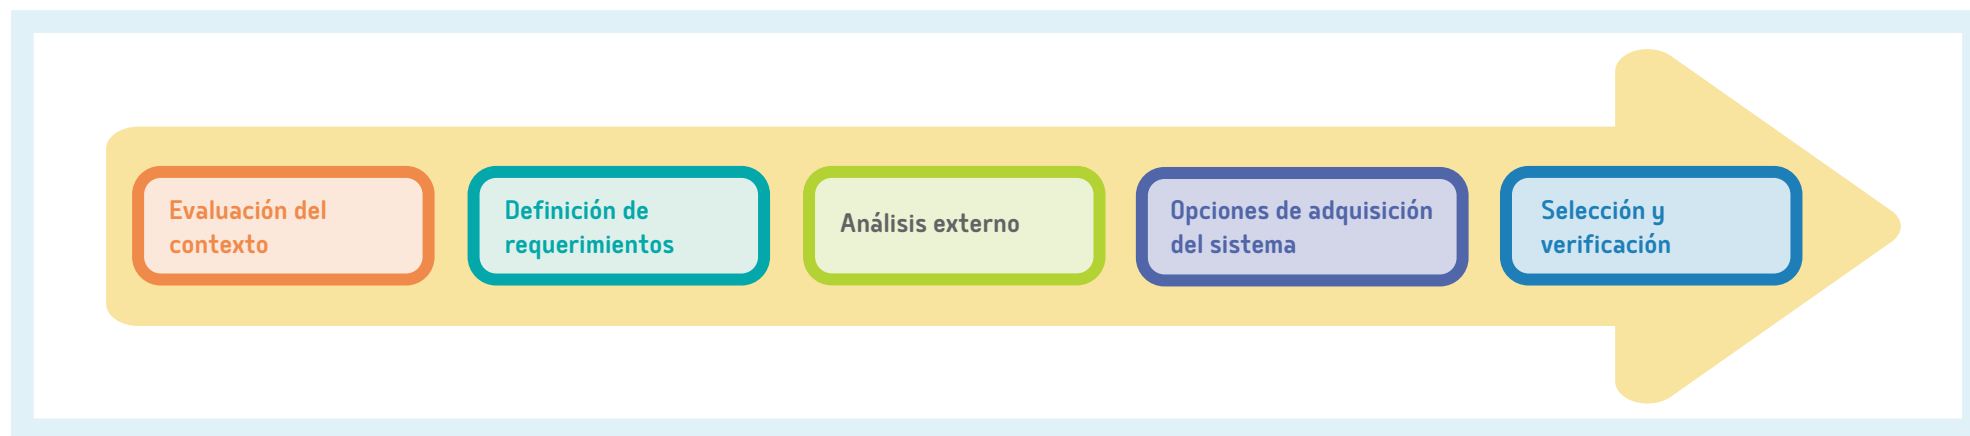 Evaluación del
contexto
Definición de
requerimientos
Análisis externo
Opciones de adquisición
del sistema
Selección y
verificación